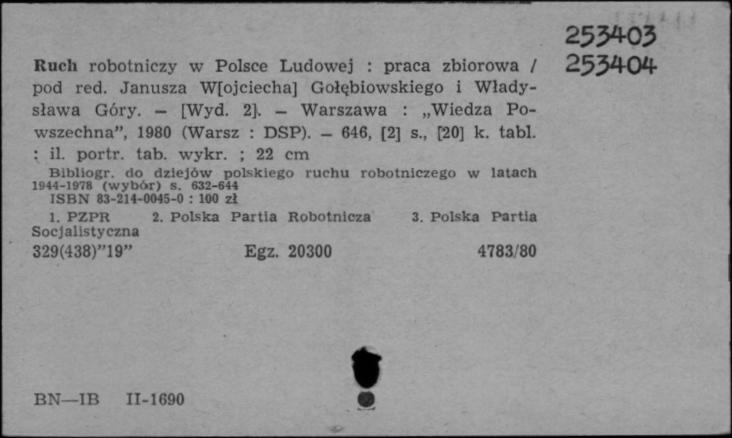 253403
253404
Ruch robotniczy w Polsce Ludowej : praca zbiorowa /
pod red. Janusza W[ojciecha] Gołębiowskiego i Włady-
sława Góry. — [Wyd. 2]. — Warszawa : „Wiedza Po-
wszechna”, 1980 (Warsz : DSP). — 646, [2] s., [20] k. tabl.
: il. portr. tab. wykr. ; 22 cm
Bibliogr. do dziejów polskiego ruchu robotniczego w latach
1944-1978 (wybór) s. 632-644
ISBN 83-214-0045-0 : 100 zł
1. PZPR 2. Polska Partia Robotnicza 3. Polska Partia
Socjalistyczna
329(438)”19” Egz. 20300 4783/80
BN—IB II-1690